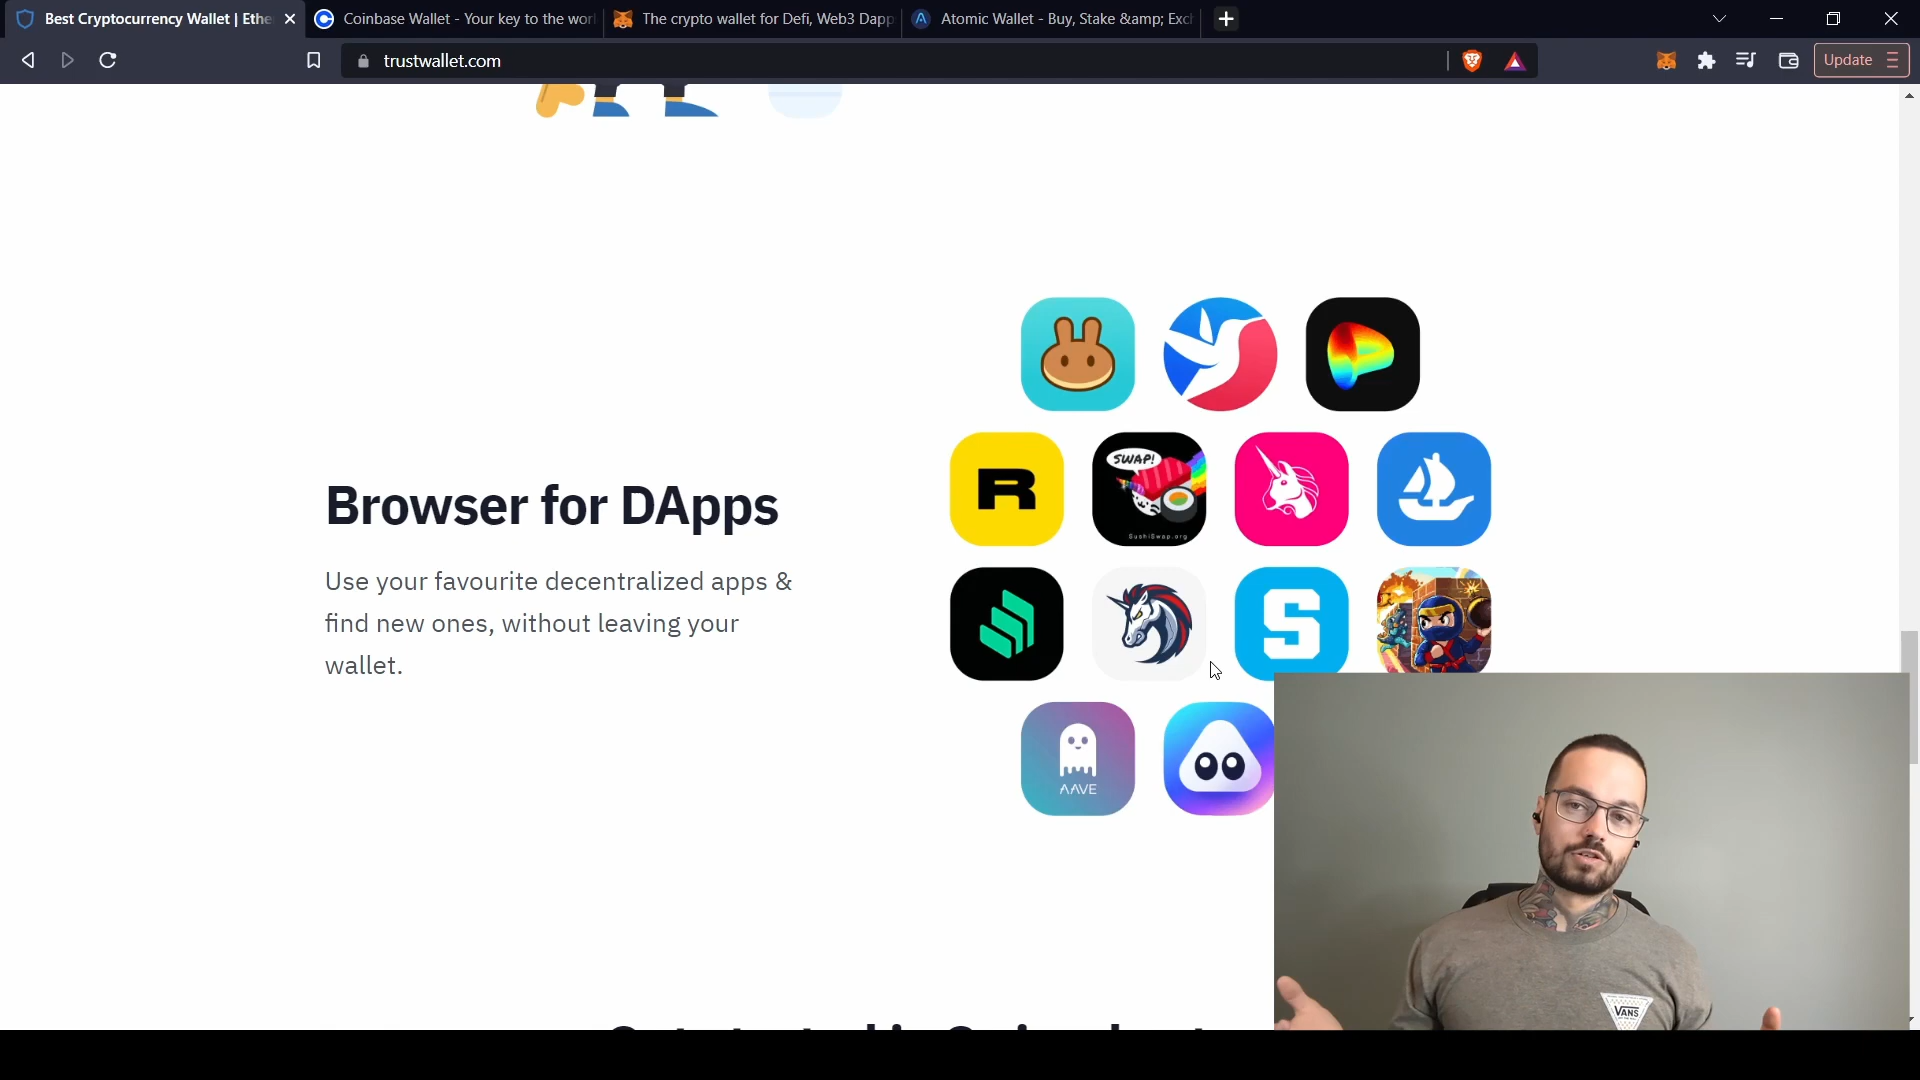 Best Cryptocurrency Wallet | Ethe
Coinbase Wallet - Your key to the wor
The crypto wallet for Defi, Web3 Dapp
Atomic Wallet - Buy, Stake &amp; Exc
trustwallet.com
Update
SWAP!
R
SushiSwap.org
Browser for DApps
Use your favourite decentralized apps &
find new ones, without leaving your
wallet.
S
AAVE
VANS